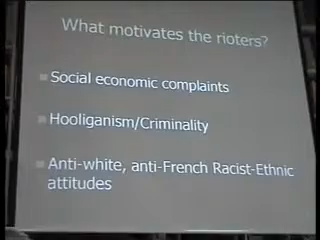 What motivates the rioters?
Social economic complaints
Hooliganism/Criminality
Anti-white, anti-French Racist-Ethnic
attitudes